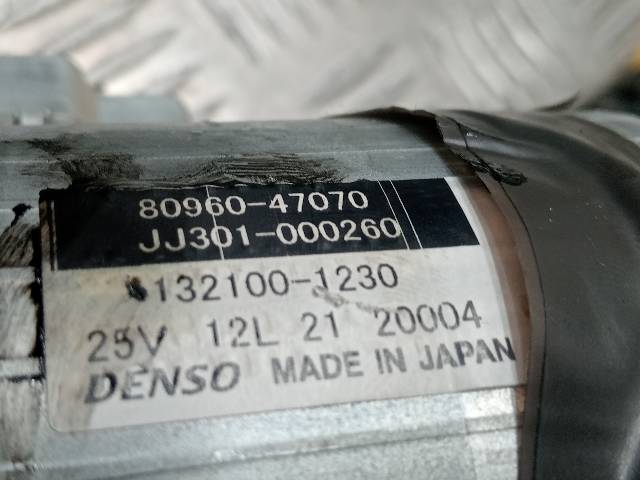 80960-47070
JJ301-000260
132100-1230
25V 12L 21 20004
DENSO MADE IN JAPAN